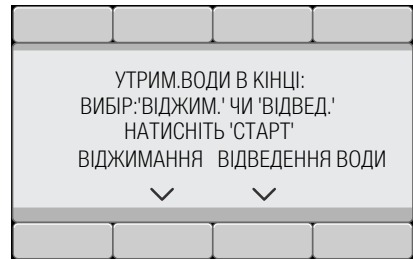 УТРИМ.ВОДИ В КІНЦІ:
ВИБІР:'ВІДЖИМ.' ЧИ 'ВІДВЕД.'
НАТИСНІТЬ 'СТАРТ'
ВІДЖИМАННЯ ВІДВЕДЕННЯ ВОДИ